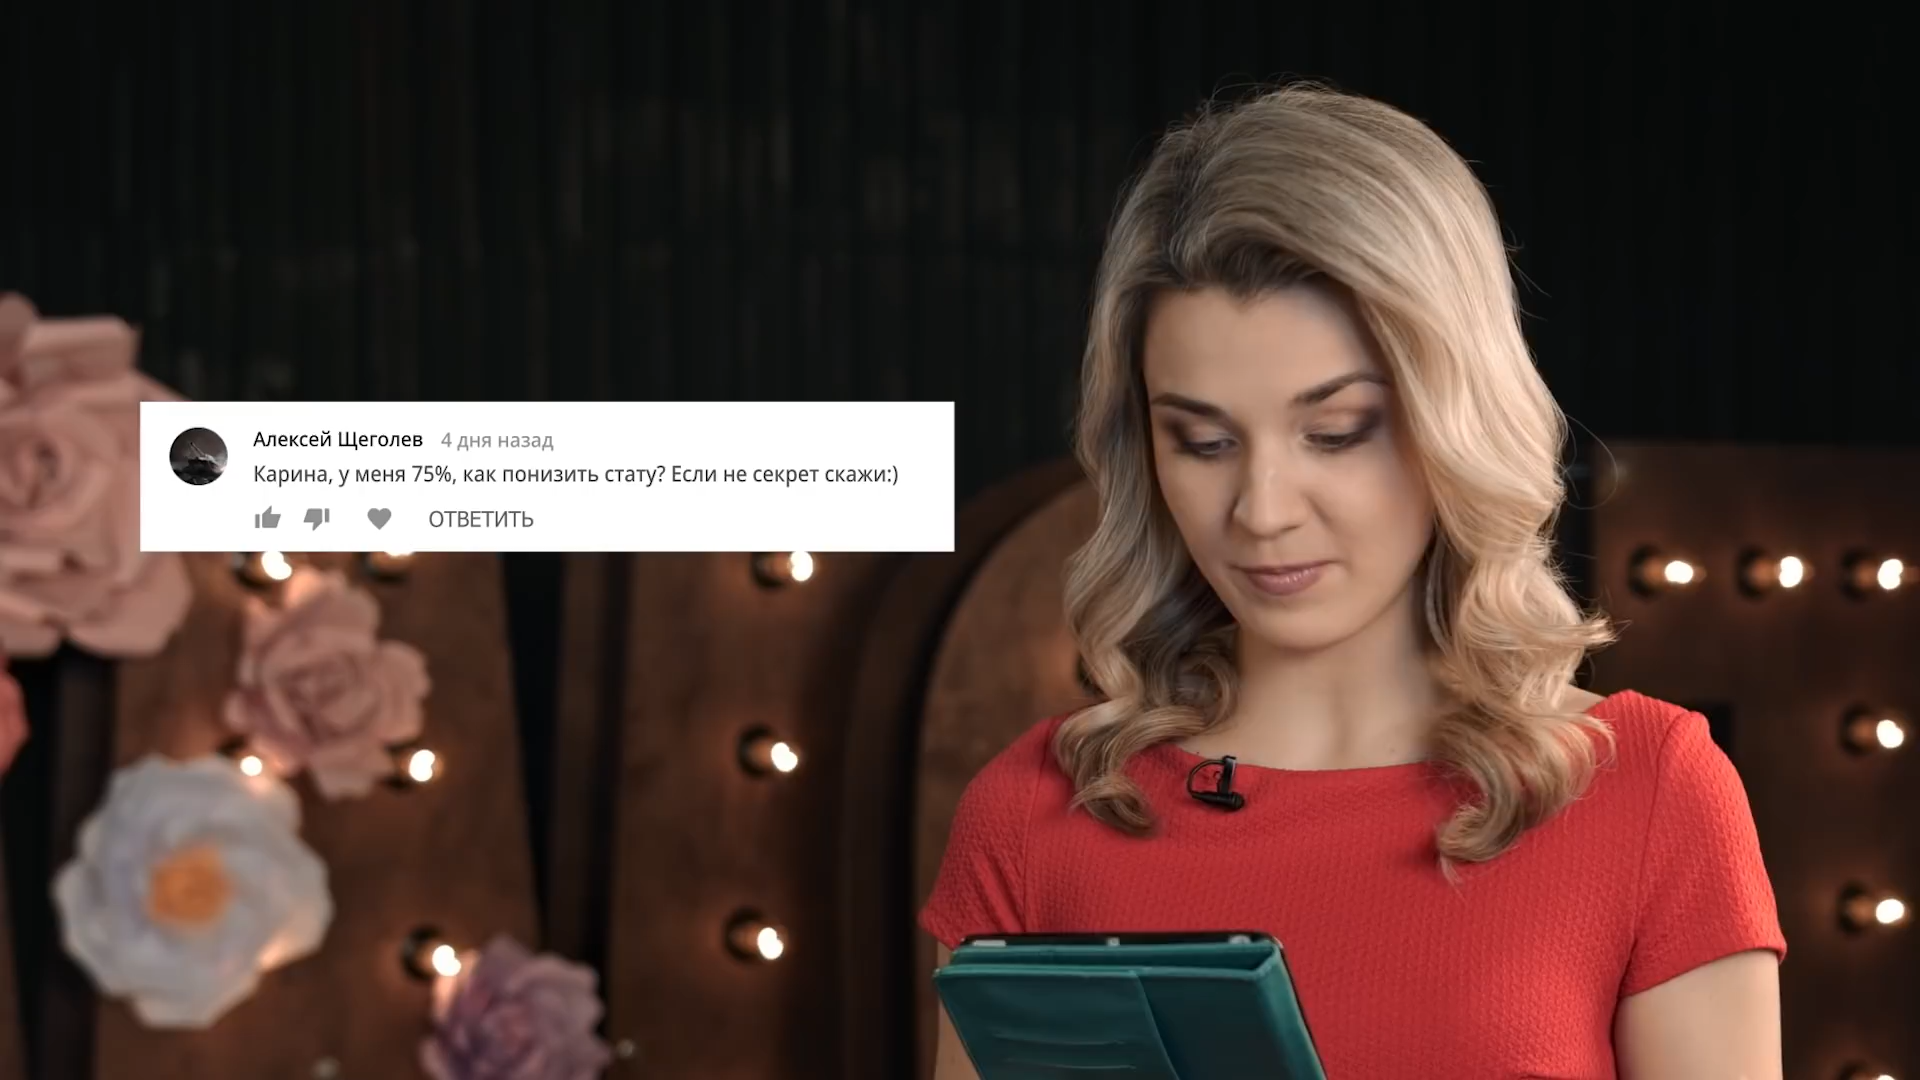 Алексей Щеголев 4 дня назад
Карина, у меня 75%, как понизить стату? Если не секрет скажи:)
ОТВЕТИТЬ